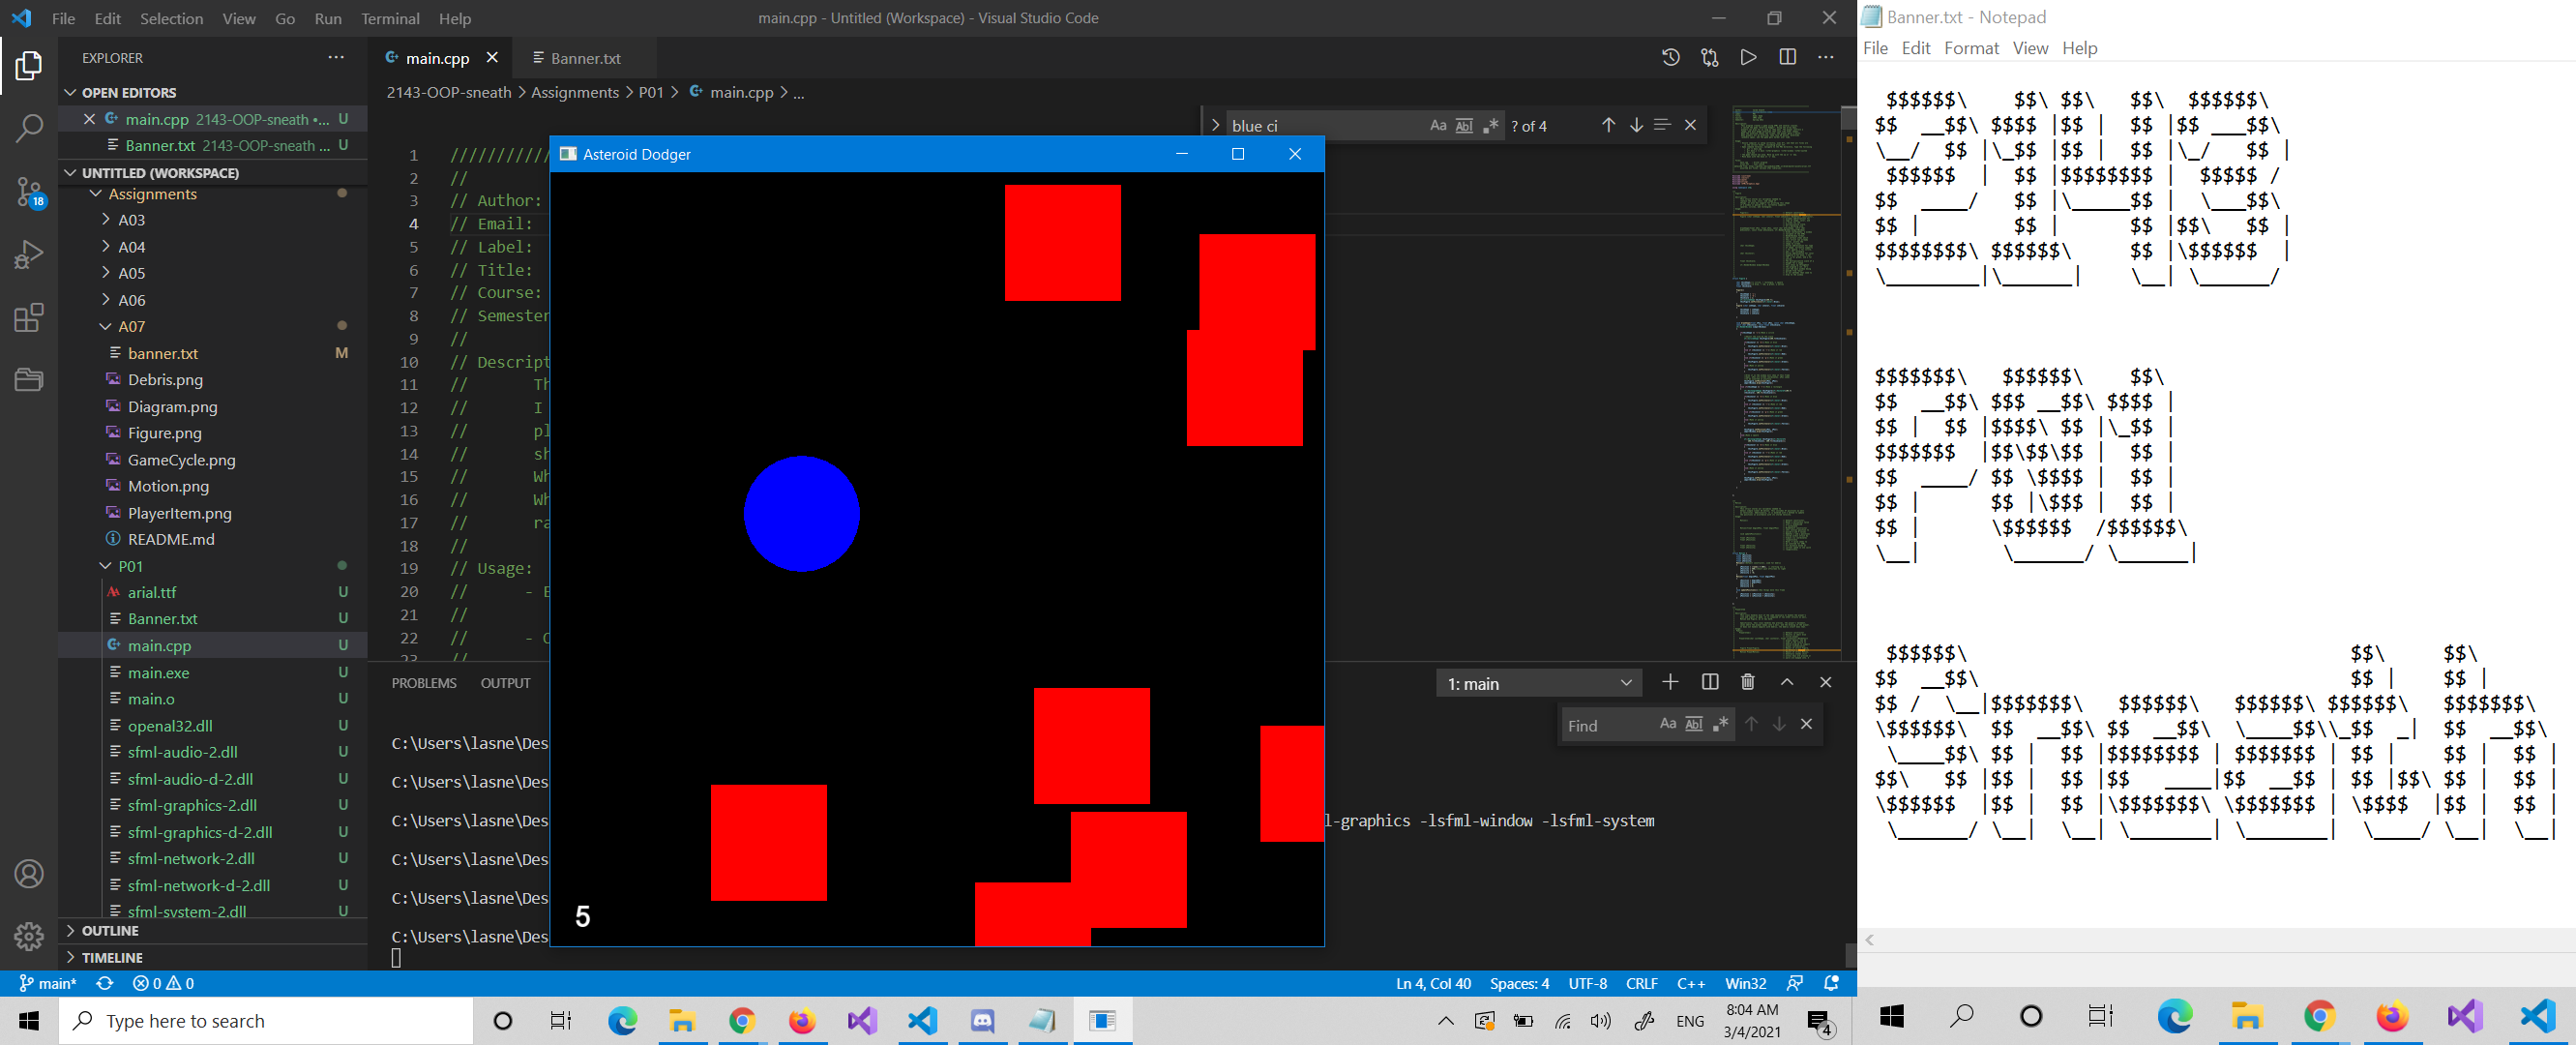 File Edit Selection View Go Run Terminal Help
main.cpp - Untitled (Workspace) - Visual Studio Code
EXPLORER
OPEN EDITORS
main.cpp 2143-OOP-sneath •... U
Banner.txt 2143-OOP-sneath ... U
UNTITLED (WORKSPACE)
Assignments
A03
A04
A05
A06
A07
banner.txt M
Debris.png
Diagram.png
Figure.png
GameCycle.png
Motion.png
PlayerItem.png
README.md
P01
arial.ttf U
Banner.txt U
main.cpp U
main.exe U
main.o U
openal32.dll U
sfml-audio-2.dll U
sfml-audio-d-2.dll U
sfml-graphics-2.dll U
sfml-graphics-d-2.dll U
sfml-network-2.dll U
sfml-network-d-2.dll U
sfml-system-2.dll U
OUTLINE
TIMELINE
18
main.cpp
Banner.txt
2143-OOP-sneath > Assignments > P01 > main.cpp > ...
blue ci
Aa Abl .* ? of 4
1 ////////////
2 //
3 // Author:
4 // Email:
5 // Label:
6 // Title:
7 // Course:
8 // Semester
9 //
10 // Descript
11 // Th
12 // I
13 // pl
14 // sh
15 // Wh
16 // Wh
17 // ra
18 //
19 // Usage:
20 // - E
21 //
22 // - C
23 //
Asteroid Dodger
5
PROBLEMS OUTPUT
1: main
Find
Aa Abl .*
C:\Users\lasne\Des
C:\Users\lasne\Des
C:\Users\lasne\Des
l-graphics -lsfml-window -lsfml-system
C:\Users\lasne\Des
C:\Users\lasne\Des
C:\Users\lasne\Des
main* 0 0
Ln 4, Col 40 Spaces: 4 UTF-8 CRLF C++ Win32
Type here to search
ENG
8:04 AM
3/4/2021
4
Banner.txt - Notepad
File Edit Format View Help
2143
P01
Sneath